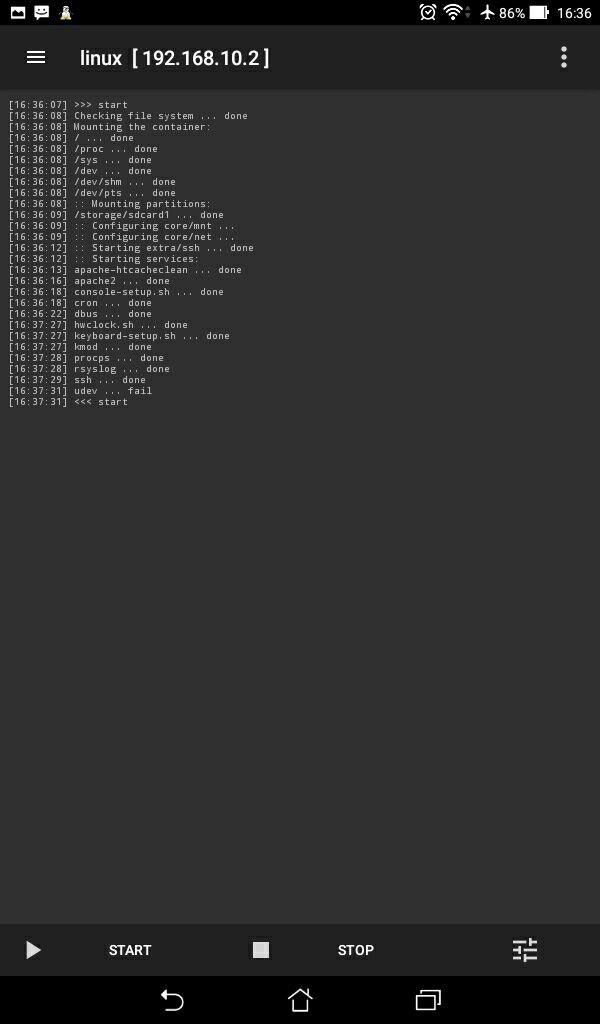 86% 16:36
linux [ 192.168.10.2 ]
[16:36:07] >>> start
[16:36:08] Checking file system ... done
[16:36:08] Mounting the container:
[16:36:08] / ... done
[16:36:08] /proc ... done
[16:36:08] /sys ... done
[16:36:08] /dev ... done
[16:36:08] /dev/shm ... done
[16:36:08] /dev/pts ... done
[16:36:08] :: Mounting partitions:
[16:36:09] /storage/sdcard1 ... done
[16:36:09] :: Configuring core/mnt ...
[16:36:09] :: Configuring core/net ...
[16:36:12] :: Starting extra/ssh ... done
[16:36:12] :: Starting services:
[16:36:13] apache-htcacheclean ... done
[16:36:16] apache2 ... done
[16:36:18] console-setup.sh ... done
[16:36:18] cron ... done
[16:36:22] dbus ... done
[16:37:27] hwclock.sh ... done
[16:37:27] keyboard-setup.sh ... done
[16:37:27] kmod ... done
[16:37:28] procps ... done
[16:37:28] rsyslog ... done
[16:37:29] ssh ... done
[16:37:31] udev ... fail
[16:37:31] <<< start
START STOP